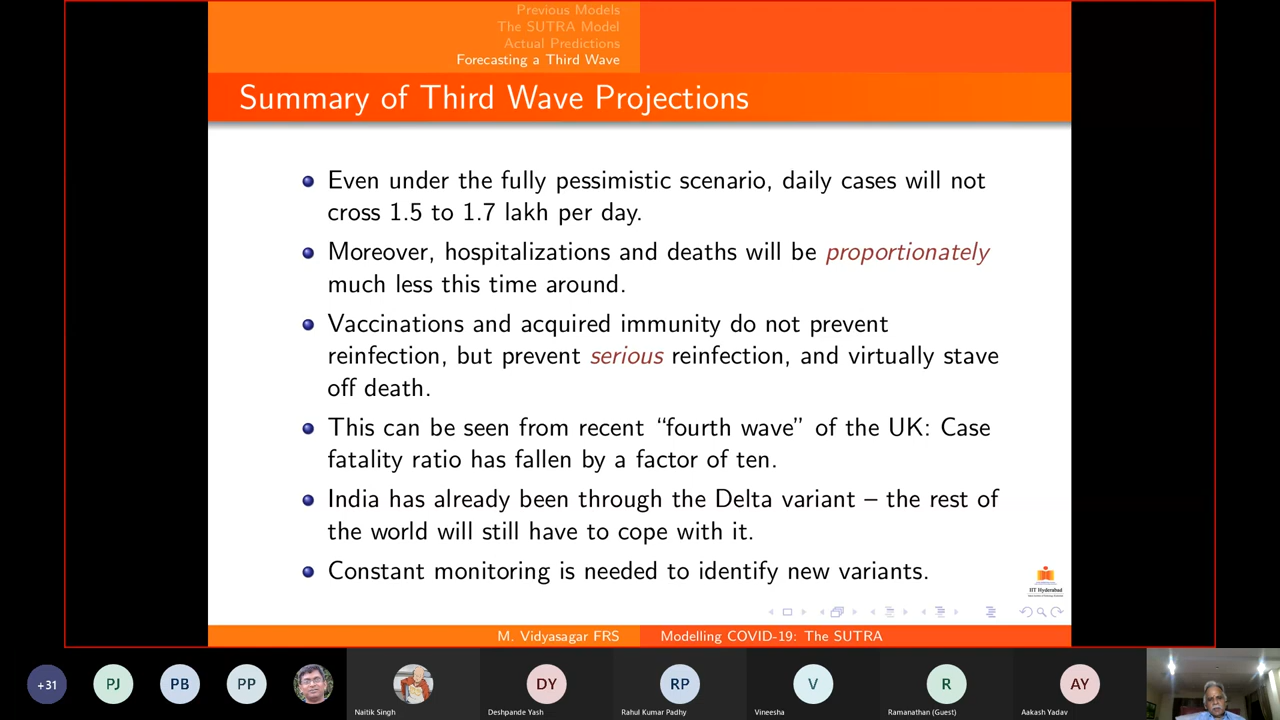 Previous Models
The SUTRA Model
Actual Predictions
Forecasting a Third Wave
Summary of Third Wave Projections
Even under the fully pessimistic scenario, daily cases will not
cross 1.5 to 1.7 lakh per day.
Moreover, hospitalizations and deaths will be proportionately
much less this time around.
Vaccinations and acquired immunity do not prevent
reinfection, but prevent serious reinfection, and virtually stave
off death.
This can be seen from recent “fourth wave” of the UK: Case
fatality ratio has fallen by a factor of ten.
India has already been through the Delta variant – the rest of
the world will still have to cope with it.
Constant monitoring is needed to identify new variants.
IIT Hyderabad
M. Vidyasagar FRS
Modelling COVID-19: The SUTRA
+31
PJ
PB
PP
Naitik Singh
DY
Deshpande Yash
RP
Rahul Kumar Padhy
V
Vineesha
R
Ramanathan (Guest)
AY
Aakash Yadav